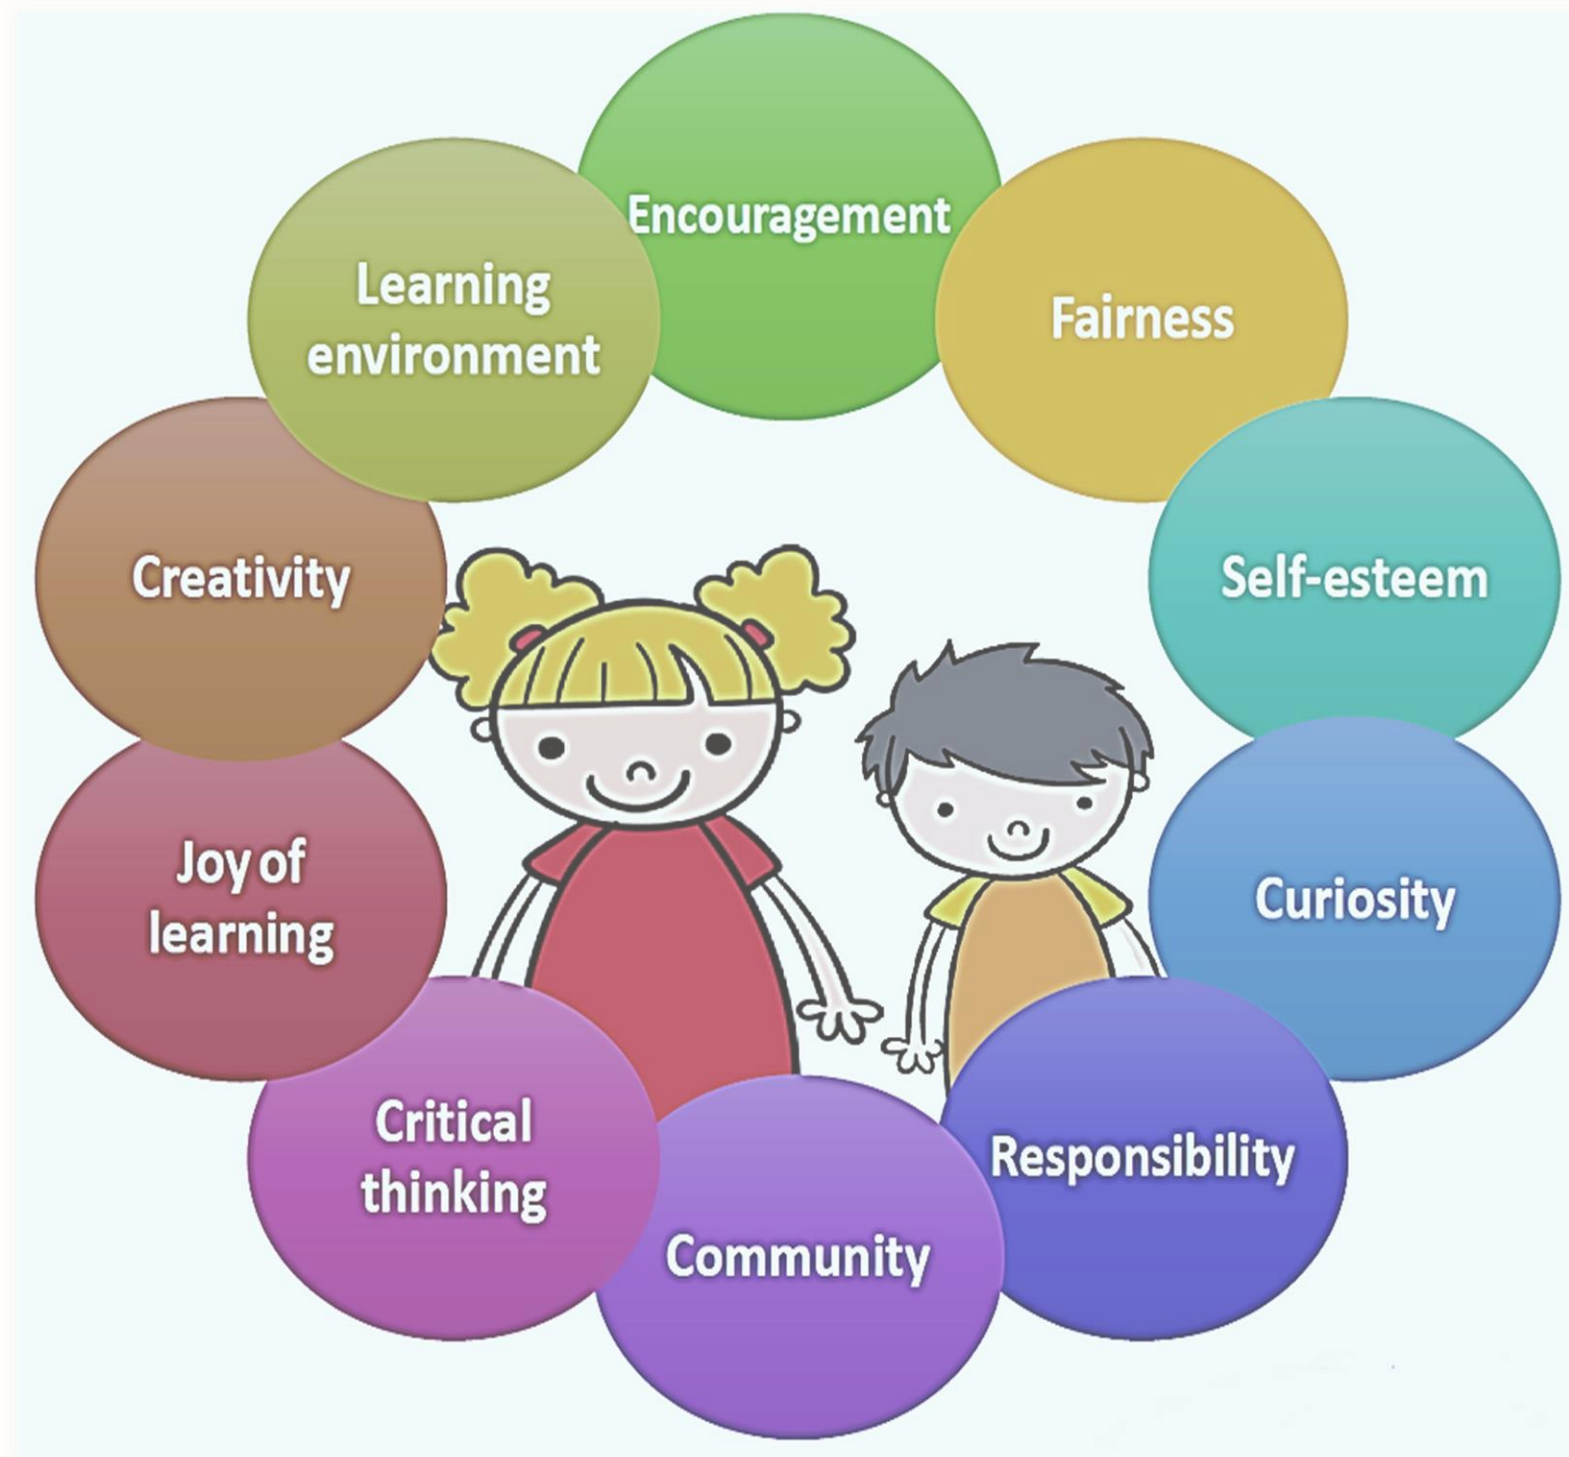 Encouragement
Fairness
Self-esteem
Curiosity
Responsibility
Community
Critical
thinking
Joy of
learning
Creativity
Learning
environment